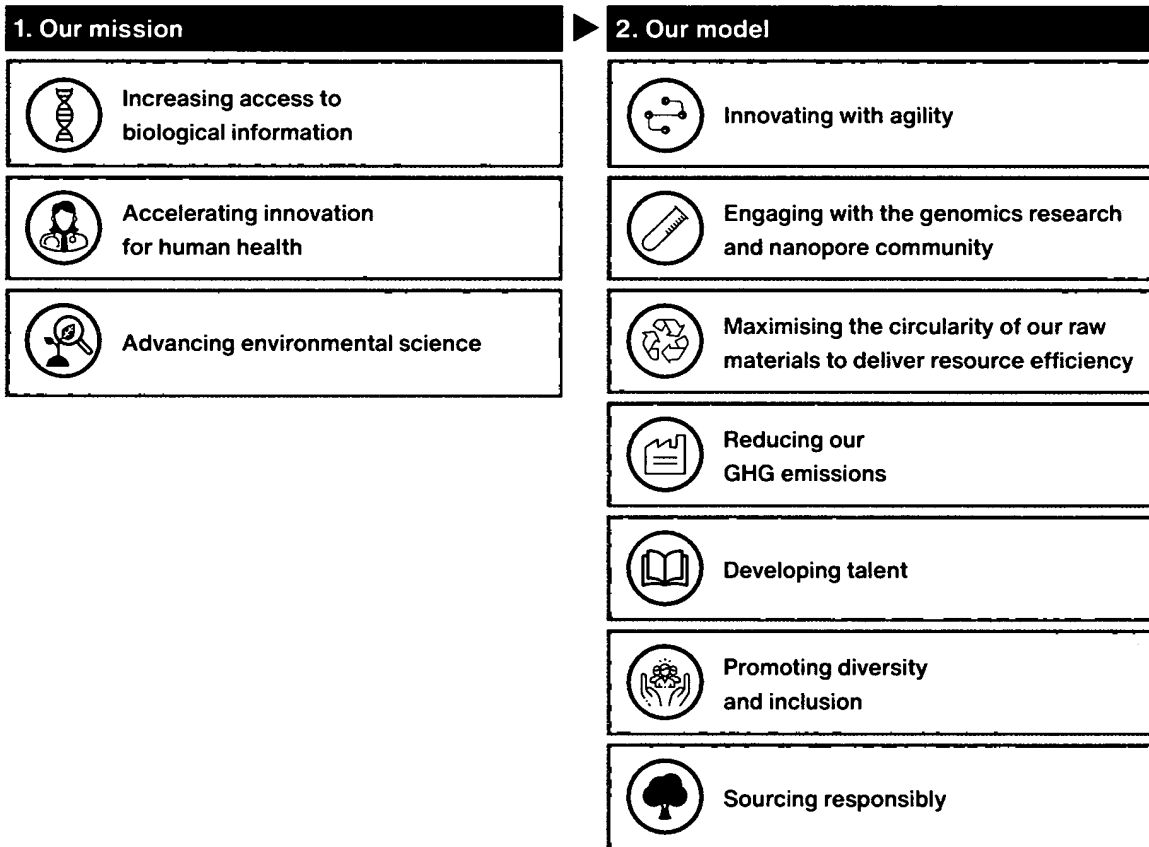 1. Our mission
Increasing access to
biological information
Accelerating innovation
for human health
Advancing environmental science
2. Our model
Innovating with agility
Engaging with the genomics research
and nanopore community
Maximising the circularity of our raw
materials to deliver resource efficiency
Reducing our
GHG emissions
Developing talent
Promoting diversity
and inclusion
Sourcing responsibly